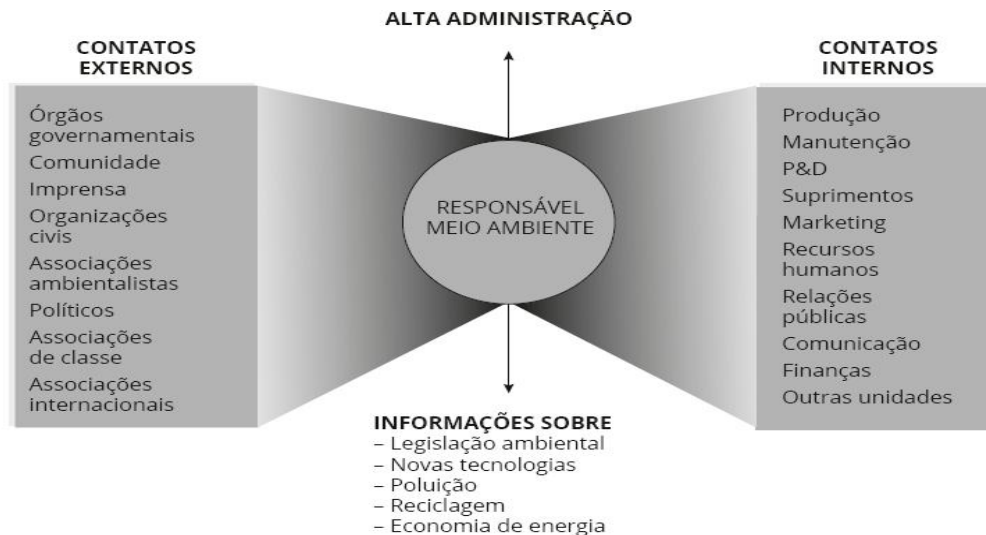 ALTA ADMINISTRAÇÃO
CONTATOS
EXTERNOS
Órgãos
governamentais
Comunidade
Imprensa
Organizações
civis
Associações
ambientalistas
Políticos
Associações
de classe
Associações
internacionais
RESPONSÁVEL
MEIO AMBIENTE
CONTATOS
INTERNOS
Produção
Manutenção
P&D
Suprimentos
Marketing
Recursos
humanos
Relações
públicas
Comunicação
Finanças
Outras unidades
INFORMAÇÕES SOBRE
– Legislação ambiental
– Novas tecnologias
– Poluição
– Reciclagem
– Economia de energia